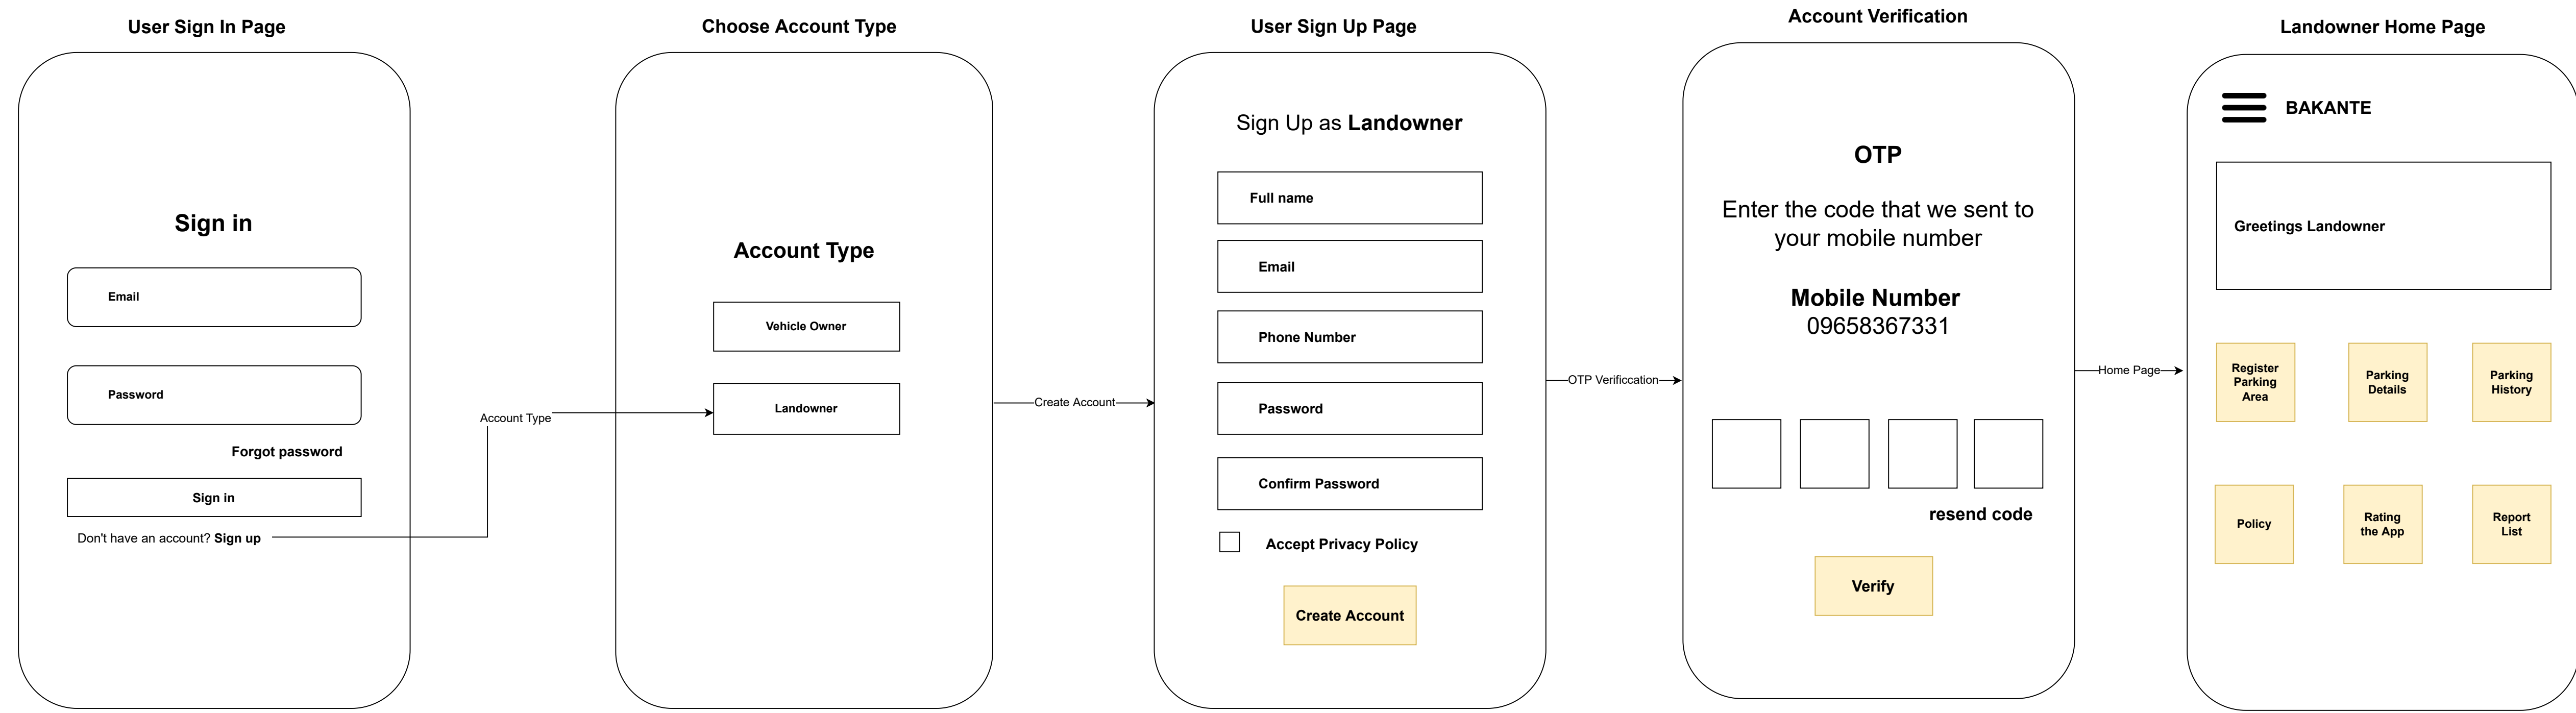 User Sign In Page
Sign in
Email
Password
Forgot password
Sign in
Don't have an account? Sign up
Account Type
Choose Account Type
Account Type
Vehicle Owner
Landowner
Create Account
User Sign Up Page
Sign Up as Landowner
Full name
Email
Phone Number
Password
Confirm Password
Accept Privacy Policy
Create Account
OTP Verificcation
Account Verification
OTP
Enter the code that we sent to
your mobile number
Mobile Number
09658367331
resend code
Verify
Home Page
Landowner Home Page
BAKANTE
Greetings Landowner
Register
Parking
Area
Parking
Details
Parking
History
Policy
Rating
the App
Report
List